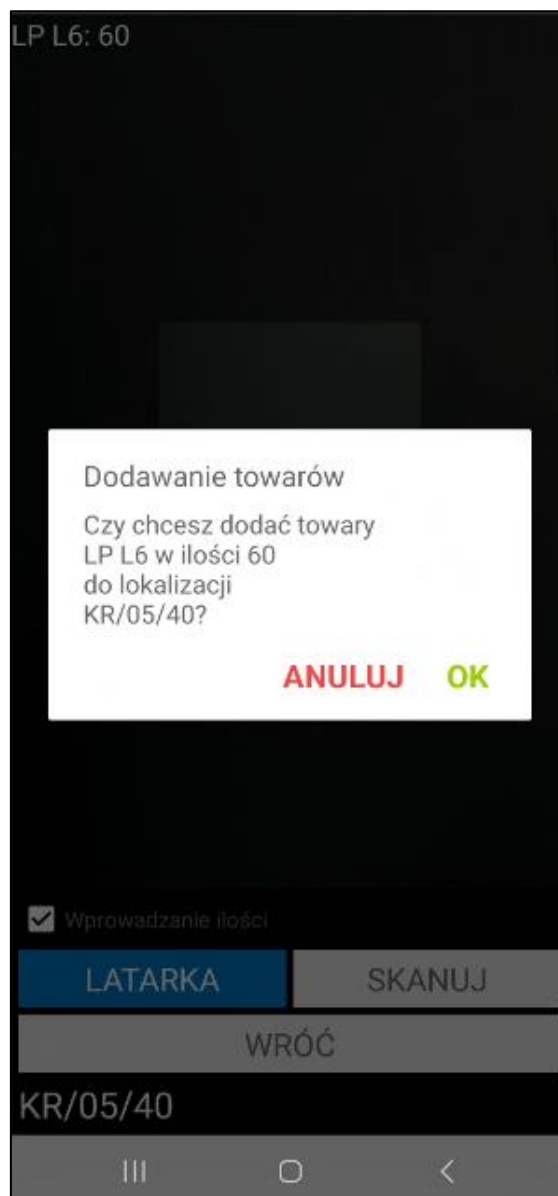 LP L6: 60
Dodawanie towarów
Czy chcesz dodać towary
LP L6 w ilości 60
do lokalizacji
KR/05/40?
ANULUJ OK
Wprowadzanie ilości
LATARKA SKANUJ
WRÓĆ
KR/05/40